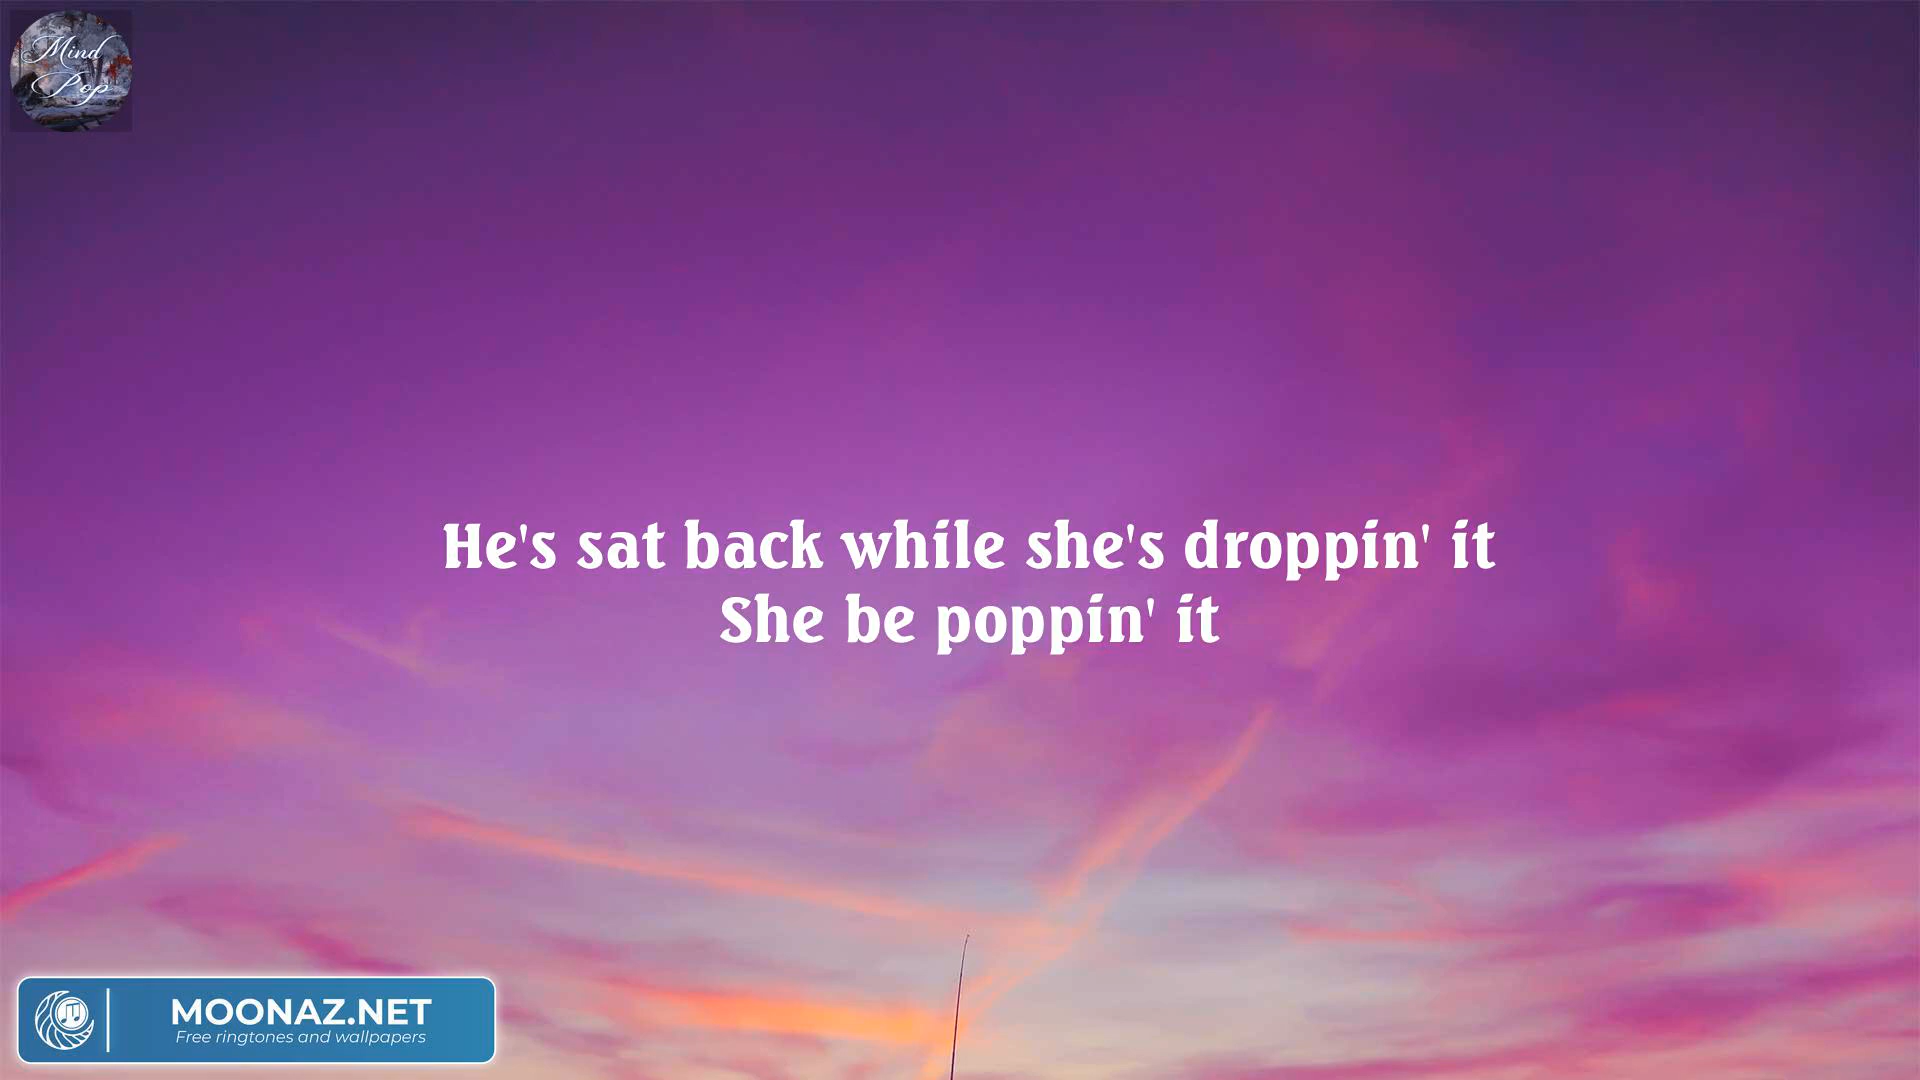 Mind
Pop
He's sat back while she's droppin' it
She be poppin' it
MOONAZ.NET
Free ringtones and wallpapers